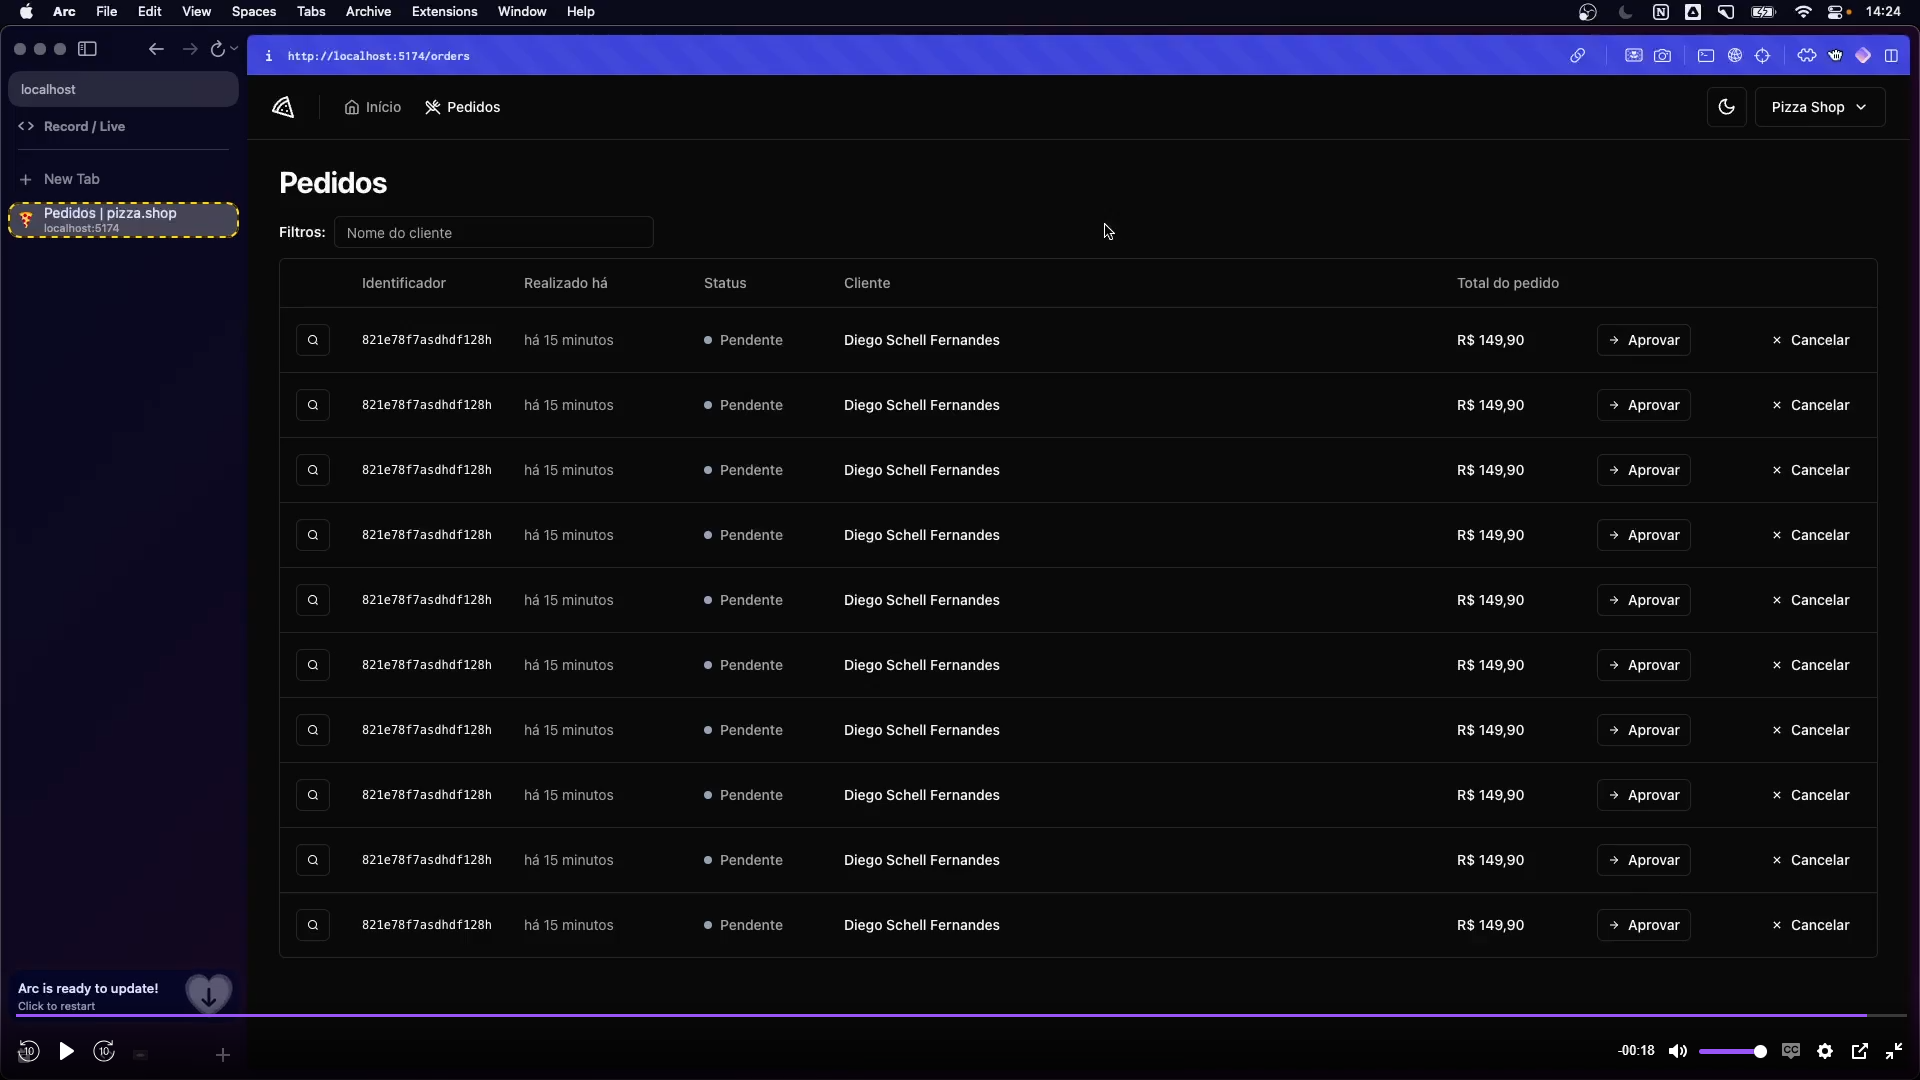 Arc File Edit View Spaces Tabs Archive Extensions Window Help 14:24
http://localhost:5174/orders
localhost
Record / Live
New Tab
Pedidos | pizza.shop
localhost:5174
Início Pedidos Pizza Shop
Pedidos
Filtros: Nome do cliente
Identificador Realizado há Status Cliente Total do pedido
821e78f7asdhdf128h há 15 minutos Pendente Diego Schell Fernandes R$ 149,90 Aprovar Cancelar
821e78f7asdhdf128h há 15 minutos Pendente Diego Schell Fernandes R$ 149,90 Aprovar Cancelar
821e78f7asdhdf128h há 15 minutos Pendente Diego Schell Fernandes R$ 149,90 Aprovar Cancelar
821e78f7asdhdf128h há 15 minutos Pendente Diego Schell Fernandes R$ 149,90 Aprovar Cancelar
821e78f7asdhdf128h há 15 minutos Pendente Diego Schell Fernandes R$ 149,90 Aprovar Cancelar
821e78f7asdhdf128h há 15 minutos Pendente Diego Schell Fernandes R$ 149,90 Aprovar Cancelar
821e78f7asdhdf128h há 15 minutos Pendente Diego Schell Fernandes R$ 149,90 Aprovar Cancelar
821e78f7asdhdf128h há 15 minutos Pendente Diego Schell Fernandes R$ 149,90 Aprovar Cancelar
821e78f7asdhdf128h há 15 minutos Pendente Diego Schell Fernandes R$ 149,90 Aprovar Cancelar
821e78f7asdhdf128h há 15 minutos Pendente Diego Schell Fernandes R$ 149,90 Aprovar Cancelar
Arc is ready to update!
Click to restart
10 10 -00:18 CC